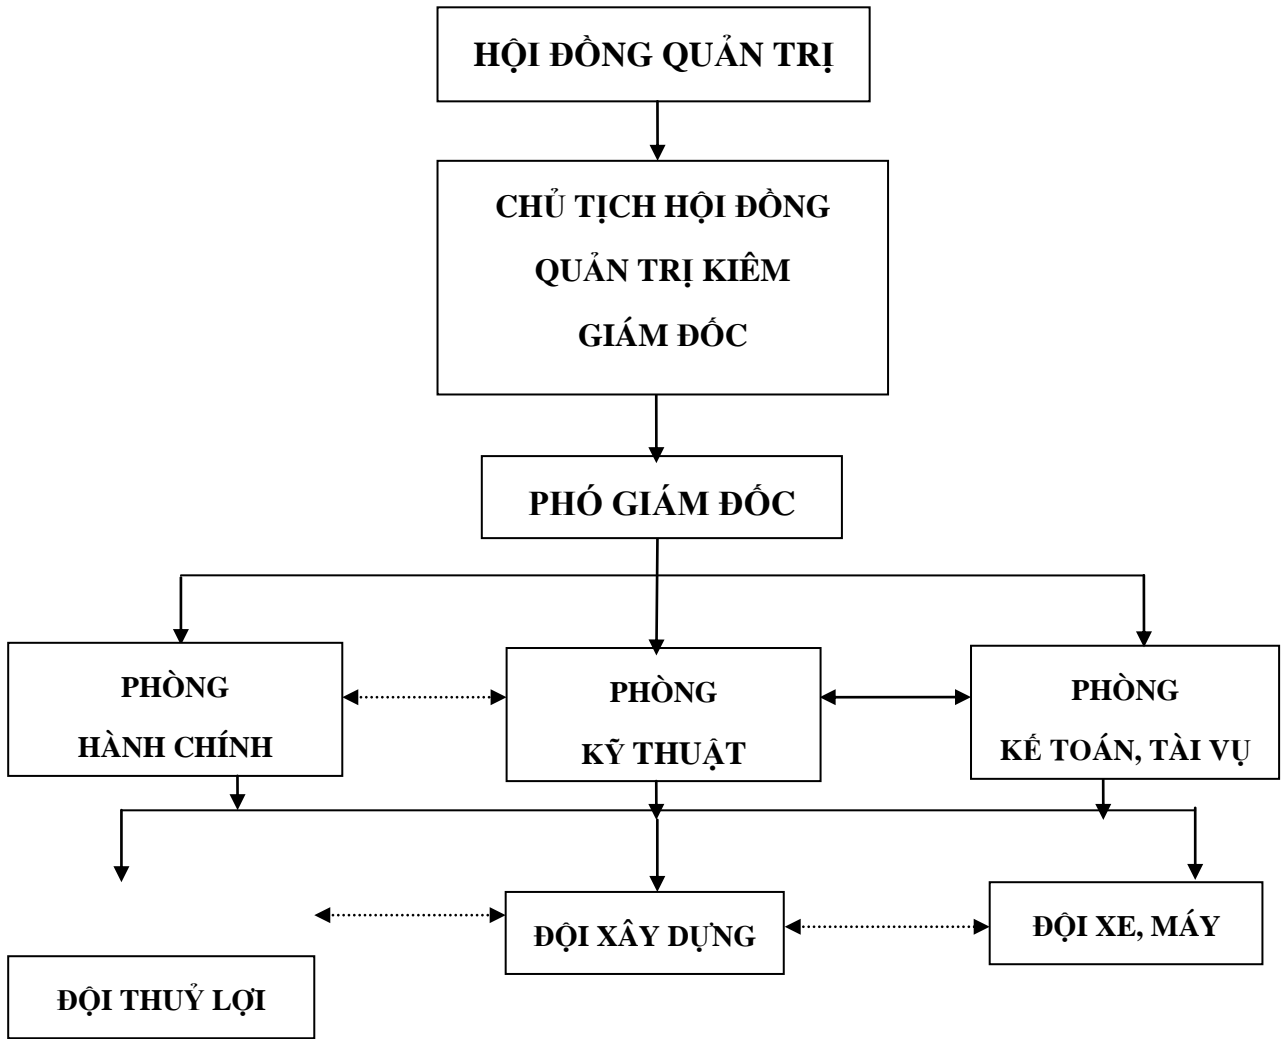 HỘI ĐỒNG QUẢN TRỊ
CHỦ TỊCH HỘI ĐỒNG
QUẢN TRỊ KIÊM
GIÁM ĐỐC
PHÓ GIÁM ĐỐC
PHÒNG
HÀNH CHÍNH
PHÒNG
KỸ THUẬT
PHÒNG
KẾ TOÁN, TÀI VỤ
ĐỘI XÂY DỰNG
ĐỘI XE, MÁY
ĐỘI THUỶ LỢI